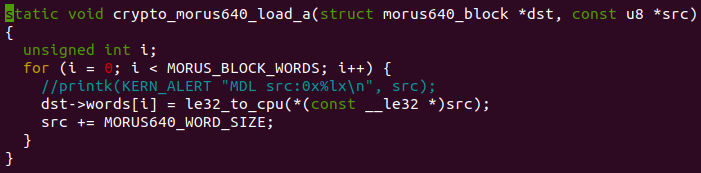 static void crypto_morus640_load_a(struct morus640_block *dst, const u8 *src)
{
  unsigned int i;
  for (i = 0; i < MORUS_BLOCK_WORDS; i++) {
    //printk(KERN_ALERT "MDL src:0x%lx\n", src);
    dst->words[i] = le32_to_cpu(*(const __le32 *)src);
    src += MORUS640_WORD_SIZE;
  }
}